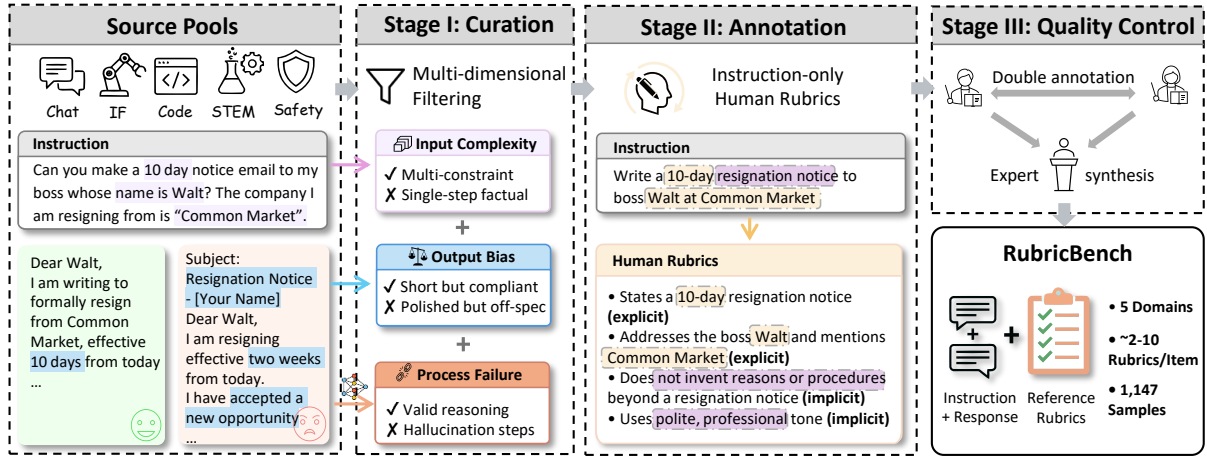 Source Pools
Chat
IF
Code
STEM
Safety
Instruction
Can you make a 10 day notice email to my
boss whose name is Walt? The company I
am resigning from is “Common Market”.
Dear Walt,
I am writing to
formally resign
from Common
Market, effective
10 days from today
…
Subject:
Resignation Notice
- [Your Name]
Dear Walt,
I am resigning
effective two weeks
from today.
I have accepted a
new opportunity
…
Stage I: Curation
Multi-dimensional
Filtering
Input Complexity
✓ Multi-constraint
✗ Single-step factual
+
Output Bias
✓ Short but compliant
✗ Polished but off-spec
+
Process Failure
✓ Valid reasoning
✗ Hallucination steps
Stage II: Annotation
Instruction-only
Human Rubrics
Instruction
Write a 10-day resignation notice to
boss Walt at Common Market
Human Rubrics
• States a 10-day resignation notice
(explicit)
• Addresses the boss Walt and mentions
Common Market (explicit)
• Does not invent reasons or procedures
beyond a resignation notice (implicit)
• Uses polite, professional tone (implicit)
Stage III: Quality Control
Double annotation
Expert synthesis
RubricBench
+
+
Instruction
+ Response
Reference
Rubrics
• 5 Domains
• ~2-10
Rubrics/Item
• 1,147
Samples